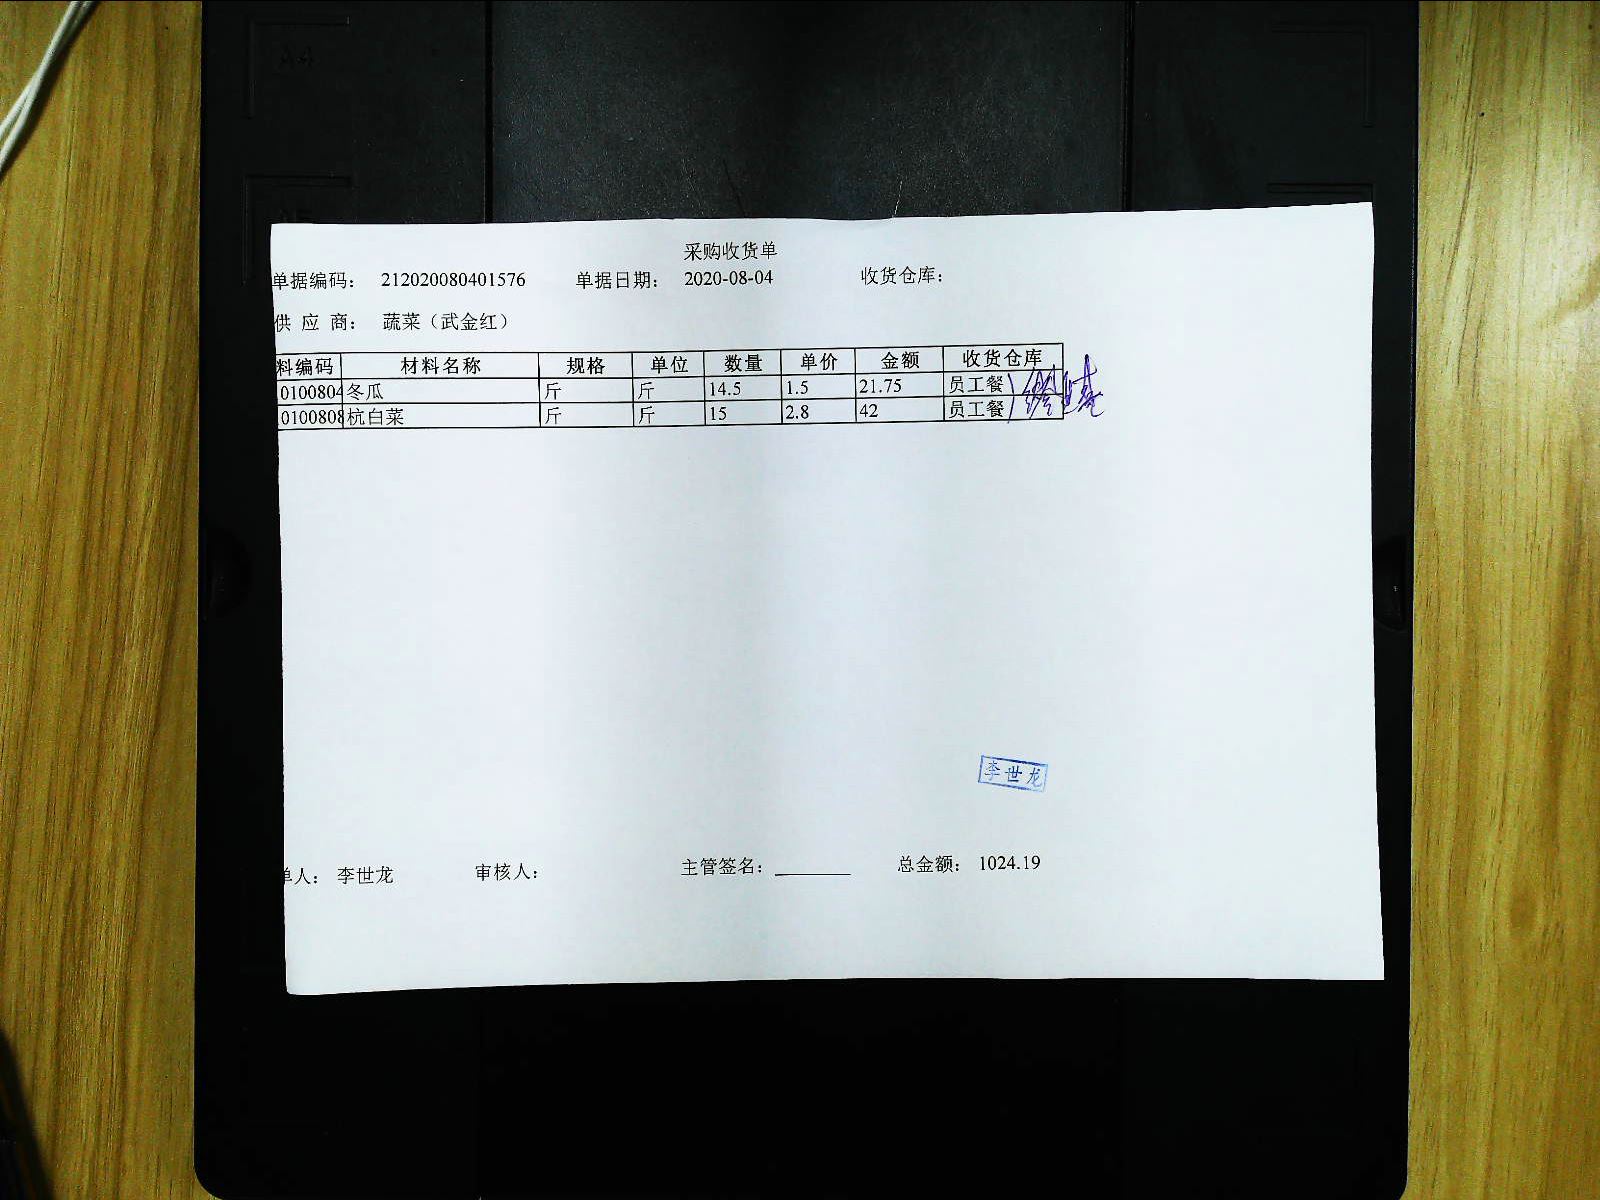 采购收货单
单据编码： 212020080401576 单据日期： 2020-08-04 收货仓库：
供 应 商： 蔬菜（武金红）
料编码 材料名称 规格 单位 数量 单价 金额 收货仓库
0100804 冬瓜 斤 斤 14.5 1.5 21.75 员工餐
0100808 杭白菜 斤 斤 15 2.8 42 员工餐
李世龙
单人： 李世龙 审核人： 主管签名： 总金额： 1024.19